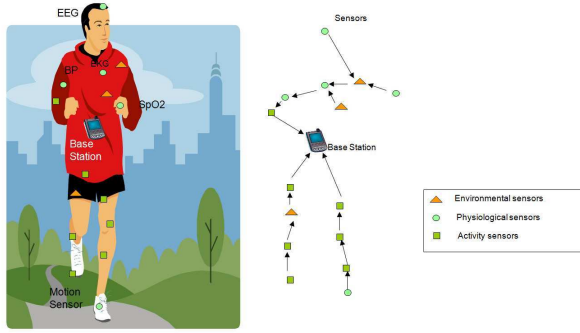 EEG
BP
EKG
SpO2
Base
Station
Motion
Sensor
Sensors
Base Station
Environmental sensors
Physiological sensors
Activity sensors